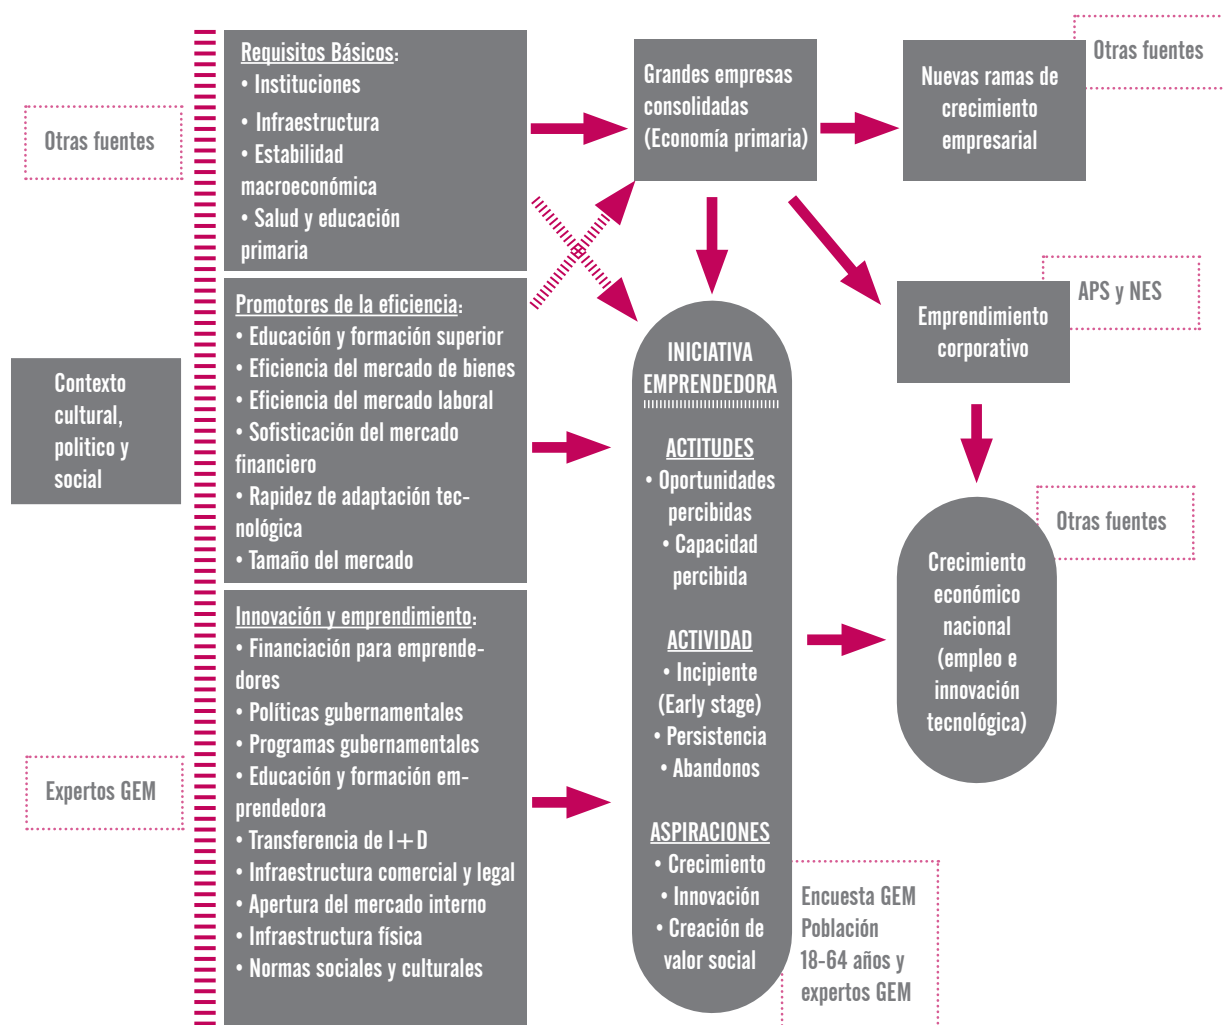 Otras fuentes
Contexto
cultural,
politico y
social
Expertos GEM
Requisitos Básicos:
• Instituciones
• Infraestructura
• Estabilidad
macroeconómica
• Salud y educación
primaria
Promotores de la eficiencia:
• Educación y formación superior
• Eficiencia del mercado de bienes
• Eficiencia del mercado laboral
• Sofisticación del mercado
financiero
• Rapidez de adaptación tec-
nológica
• Tamaño del mercado
Innovación y emprendimiento:
• Financiación para emprende-
dores
• Políticas gubernamentales
• Programas gubernamentales
• Educación y formación em-
prendedora
• Transferencia de I+D
• Infraestructura comercial y legal
• Apertura del mercado interno
• Infraestructura física
• Normas sociales y culturales
Grandes empresas
consolidadas
(Economía primaria)
INICIATIVA
EMPRENDEDORA
ACTITUDES
• Oportunidades
percibidas
• Capacidad
percibida
ACTIVIDAD
• Incipiente
(Early stage)
• Persistencia
• Abandonos
ASPIRACIONES
• Crecimiento
• Innovación
• Creación de
valor social
Encuesta GEM
Población
18-64 años y
expertos GEM
Nuevas ramas de
crecimiento
empresarial
Otras fuentes
Emprendimiento
corporativo
APS y NES
Crecimiento
económico
nacional
(empleo e
innovación
tecnológica)
Otras fuentes